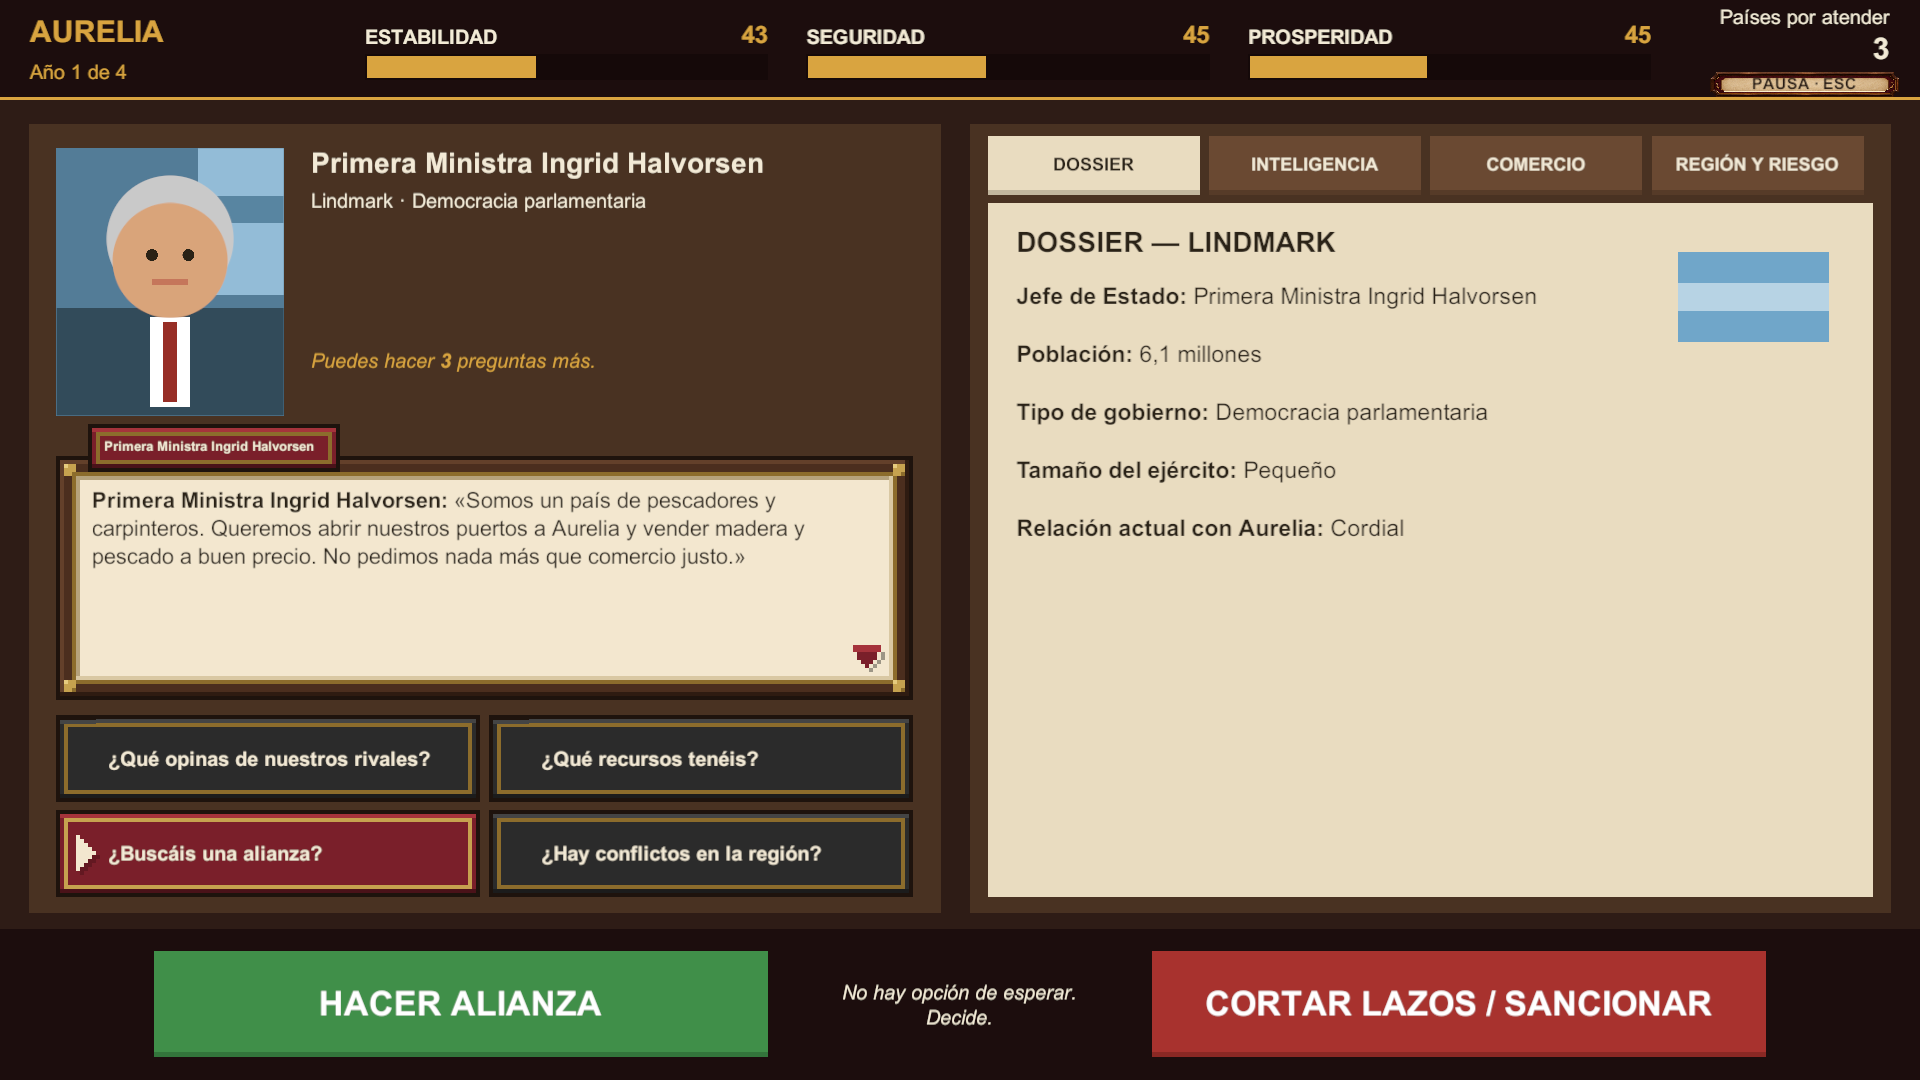 AURELIA
Año 1 de 4
ESTABILIDAD 43
SEGURIDAD 45
PROSPERIDAD 45
Países por atender
3
PAUSA · ESC
Primera Ministra Ingrid Halvorsen
Lindmark · Democracia parlamentaria
Puedes hacer 3 preguntas más.
Primera Ministra Ingrid Halvorsen
Primera Ministra Ingrid Halvorsen: «Somos un país de pescadores y
carpinteros. Queremos abrir nuestros puertos a Aurelia y vender madera y
pescado a buen precio. No pedimos nada más que comercio justo.»
¿Qué opinas de nuestros rivales?
¿Qué recursos tenéis?
¿Buscáis una alianza?
¿Hay conflictos en la región?
DOSSIER
INTELIGENCIA
COMERCIO
REGIÓN Y RIESGO
DOSSIER — LINDMARK
Jefe de Estado: Primera Ministra Ingrid Halvorsen
Población: 6,1 millones
Tipo de gobierno: Democracia parlamentaria
Tamaño del ejército: Pequeño
Relación actual con Aurelia: Cordial
HACER ALIANZA
No hay opción de esperar.
Decide.
CORTAR LAZOS / SANCIONAR